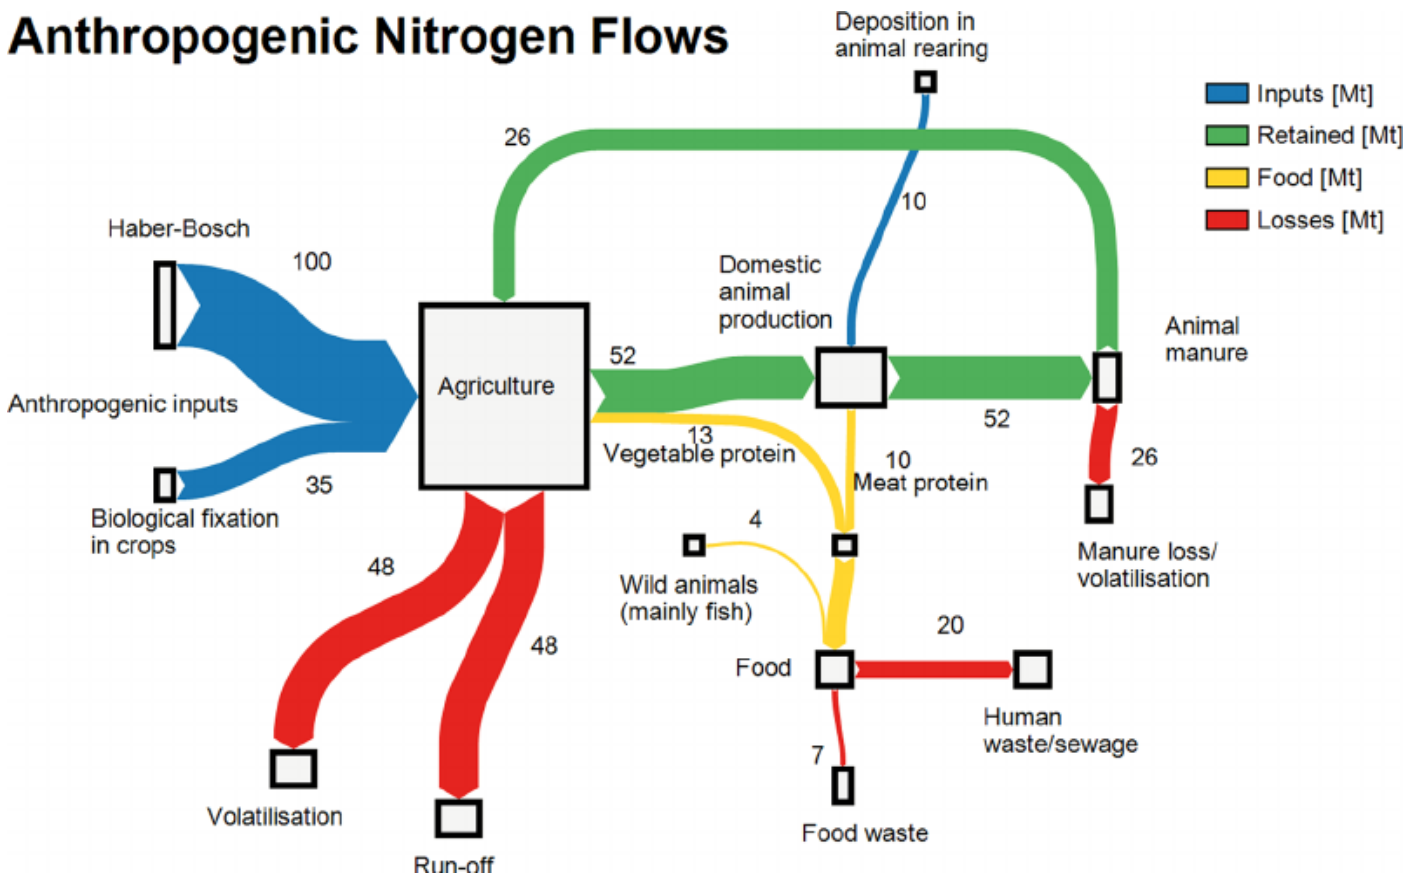 Anthropogenic Nitrogen Flows
Deposition in
animal rearing
Inputs [Mt]
Retained [Mt]
Food [Mt]
Losses [Mt]
26
10
Haber-Bosch
100
Domestic
animal
production
Animal
manure
52
Agriculture
Anthropogenic inputs
52
13
Vegetable protein
10
Meat protein
26
35
Biological fixation
in crops
4
48
Wild animals
(mainly fish)
Manure loss/
volatilisation
48
20
Food
Human
waste/sewage
7
Volatilisation
Food waste
Run-off